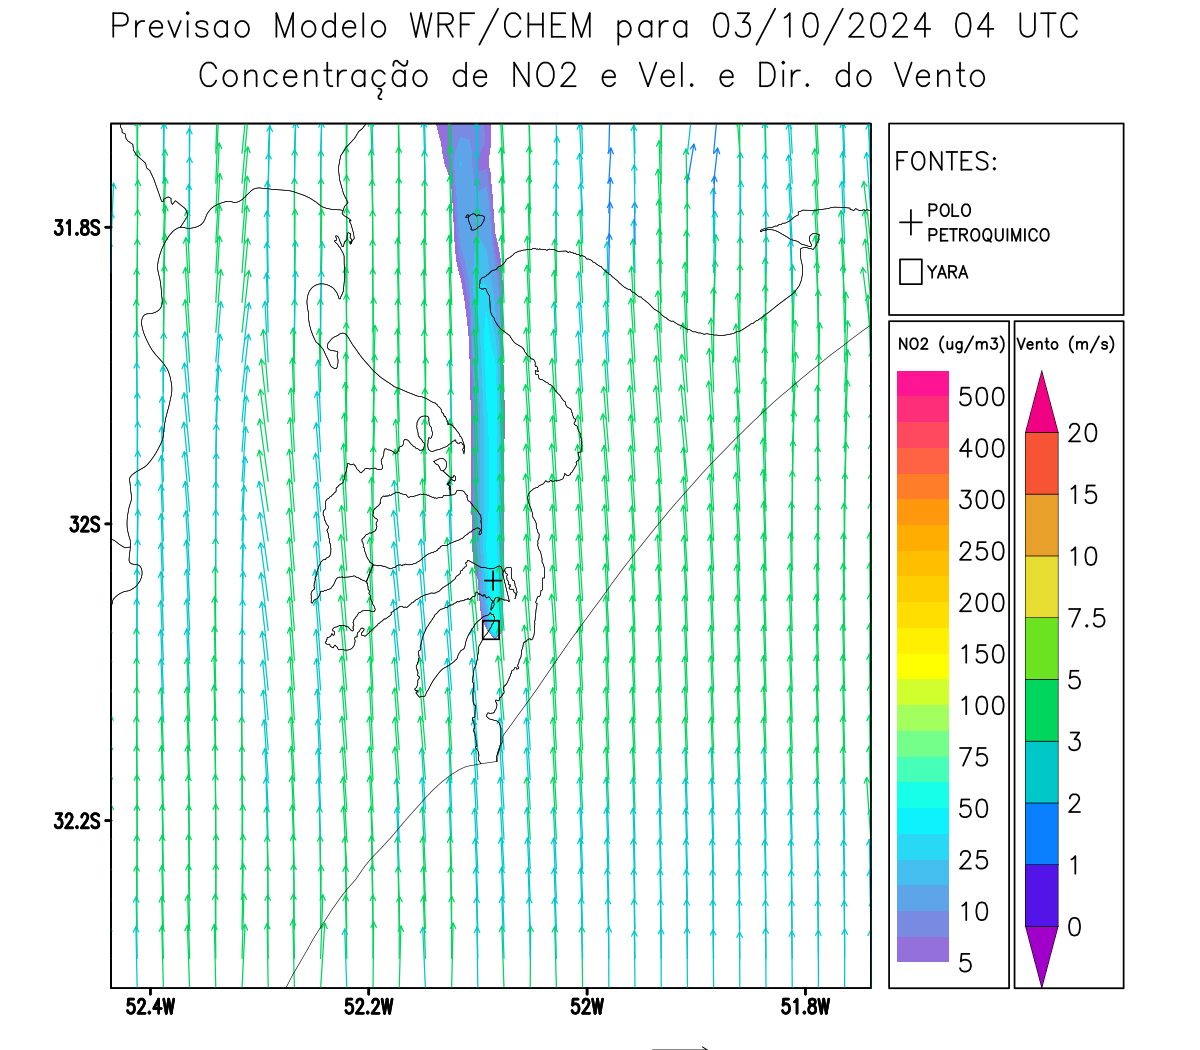 Previsao Modelo WRF/CHEM para 03/10/2024 04 UTC
Concentração de NO2 e Vel. e Dir. do Vento
FONTES:
POLO
PETROQUIMICO
YARA
NO2 (ug/m3)
500
400
300
250
200
150
100
75
50
25
10
5
Vento (m/s)
20
15
10
7.5
5
3
2
1
0
31.8S
32S
32.2S
52.4W
52.2W
52W
51.8W